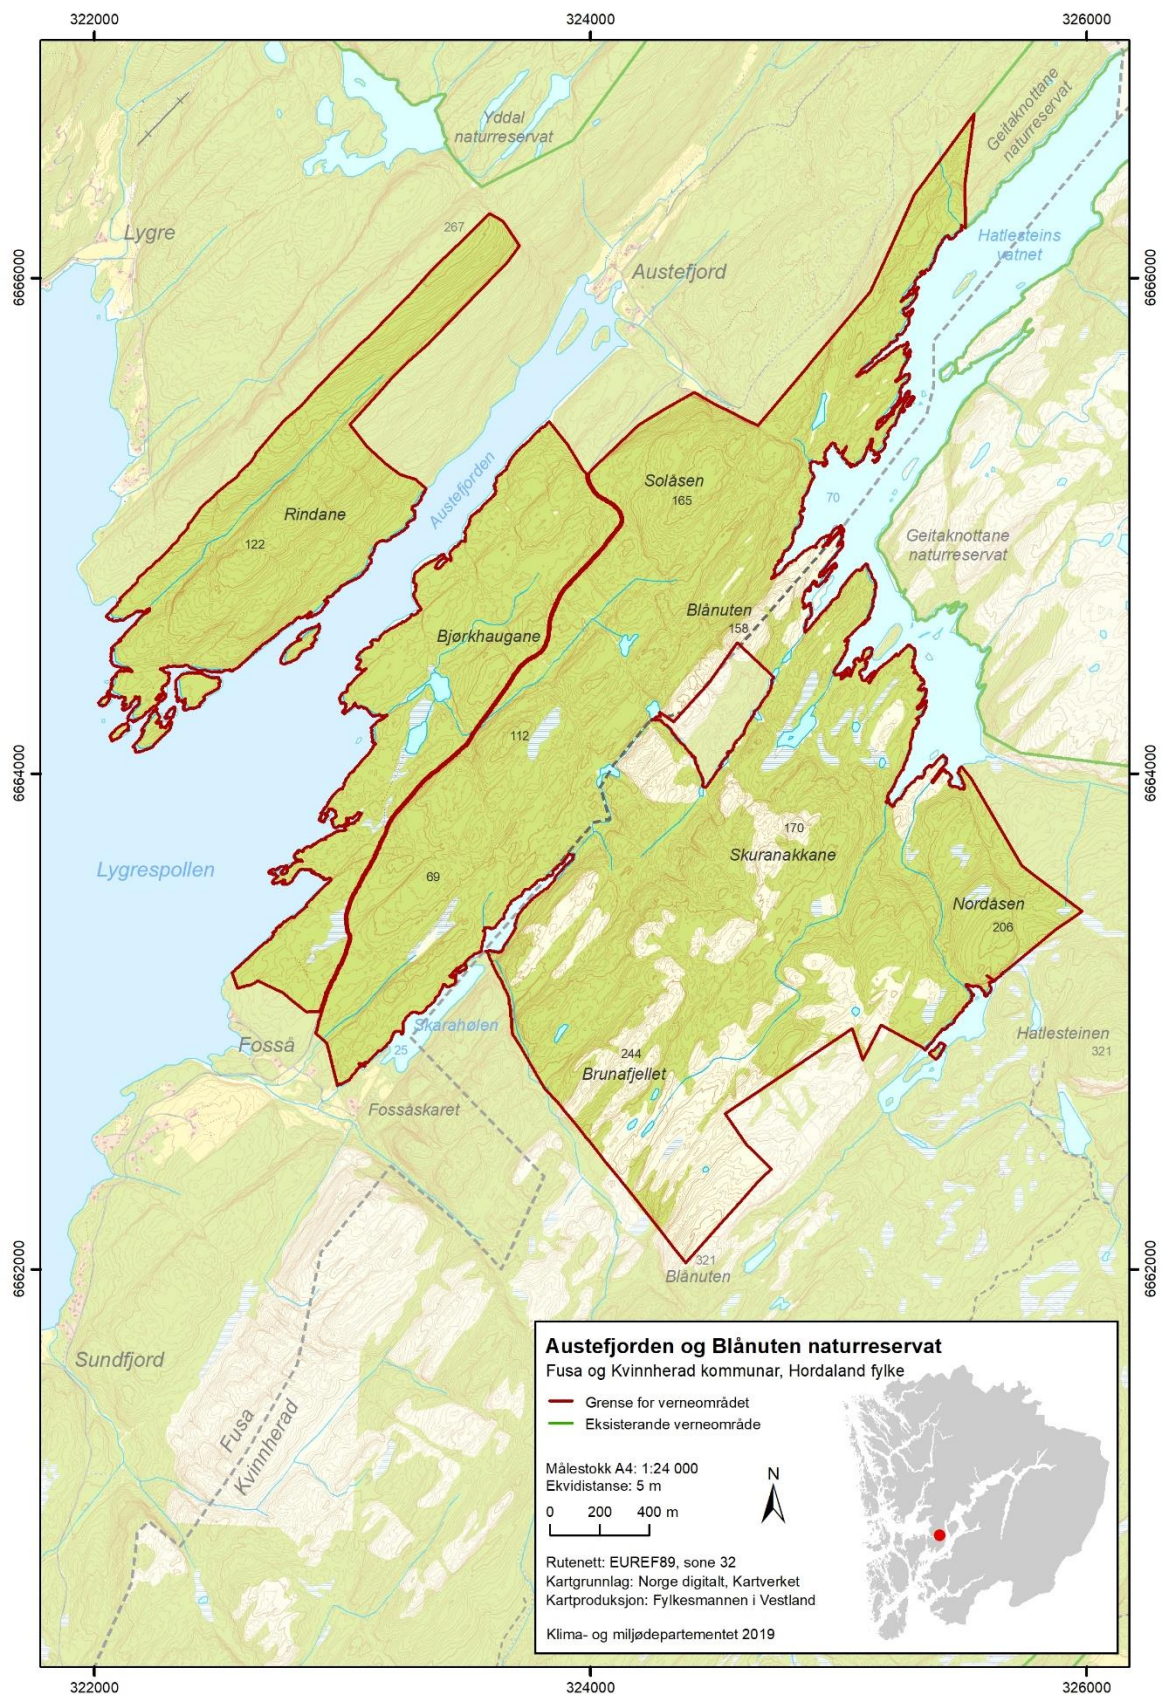 322000
324000
326000
Yddal
naturreservat
Geitaknottane
naturreservat
Lygre
267
Hatlesteins
vatnet
Austefjord
6666000
6666000
Austefjorden
Solåsen
165
70
Rindane
122
Geitaknottane
naturreservat
Blånuten
158
Bjørkhaugane
112
6664000
6664000
170
Skuranakkane
Lygrespollen
69
Nordåsen
206
Skarahølen
25
Fosså
Hatlesteinen
321
244
Brunafjellet
Fossåskaret
321
Blånuten
6662000
6662000
Sundfjord
Fusa
Kvinnherad
Austefjorden og Blånuten naturreservat
Fusa og Kvinnherad kommunar, Hordaland fylke
Grense for verneområdet
Eksisterande verneområde
Målestokk A4: 1:24 000
Ekvidistanse: 5 m
0 200 400 m
N
Rutenett: EUREF89, sone 32
Kartgrunnlag: Norge digitalt, Kartverket
Kartproduksjon: Fylkesmannen i Vestland
Klima- og miljødepartementet 2019
322000
324000
326000